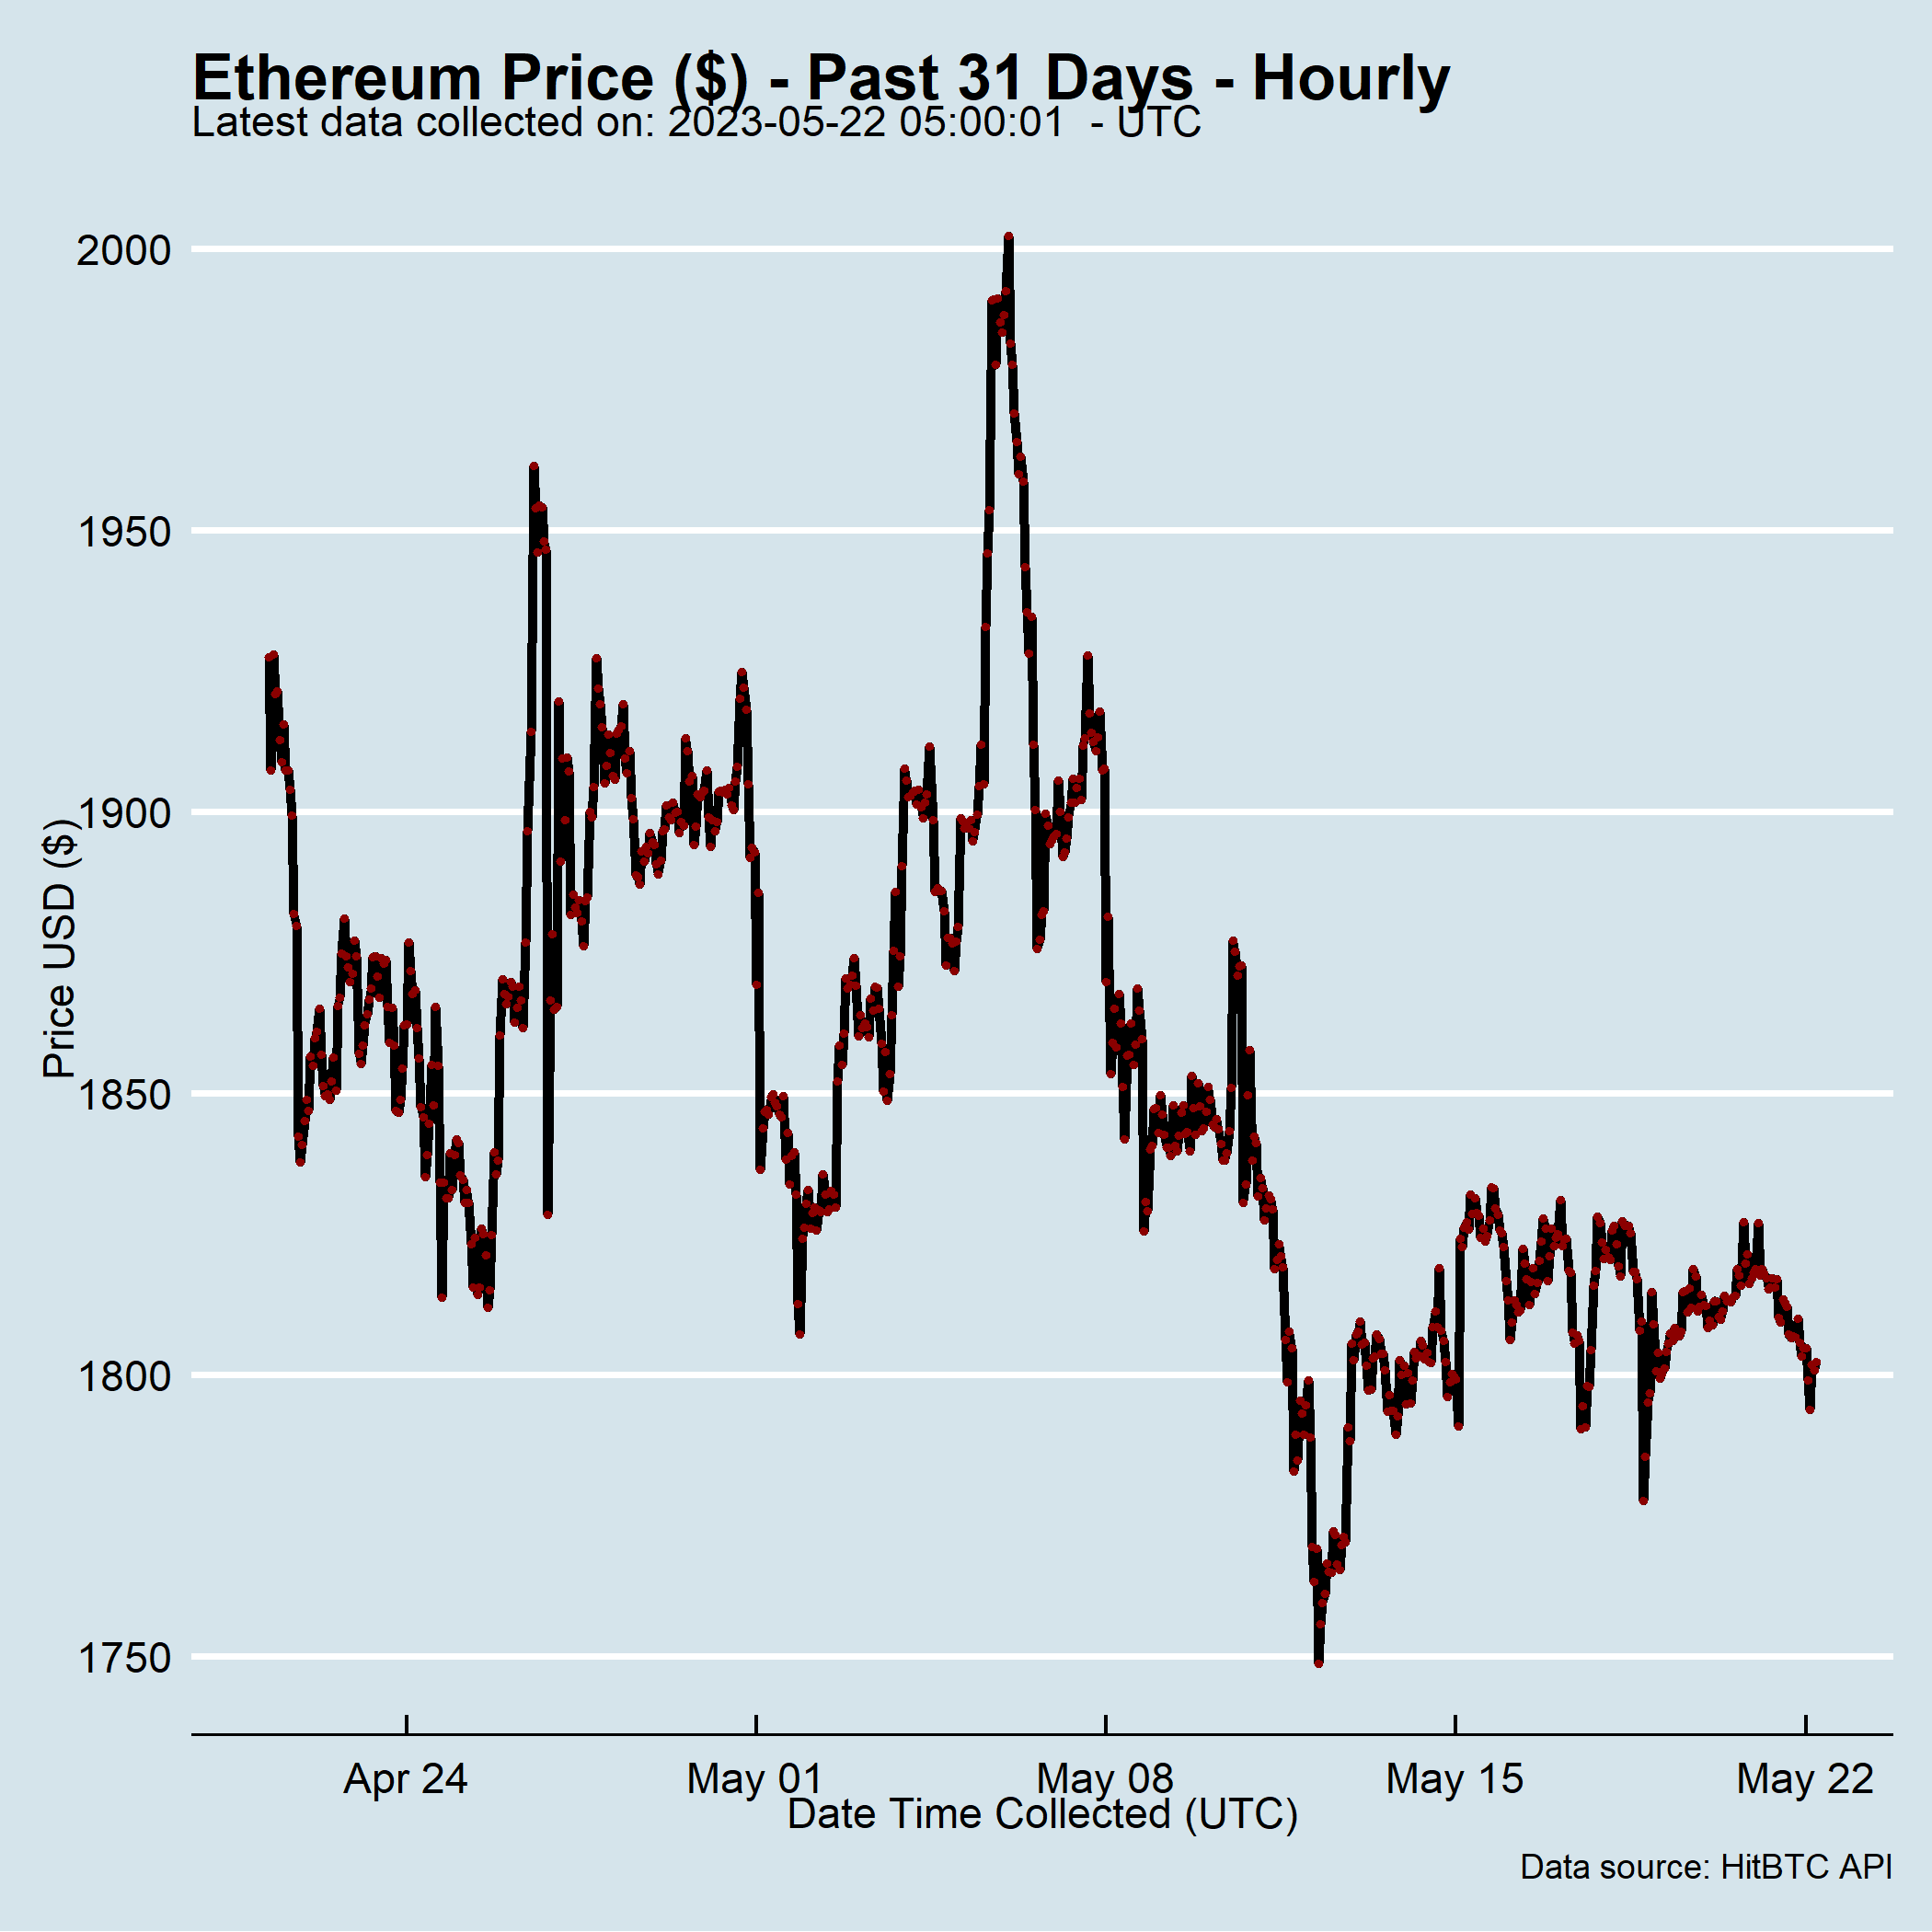 Ethereum Price ($) - Past 31 Days - Hourly
Latest data collected on: 2023-05-22 05:00:01  - UTC
2000
1950
1900
1850
1800
1750
Price USD ($)
Apr 24
May 01
May 08
May 15
May 22
Date Time Collected (UTC)
Data source: HitBTC API